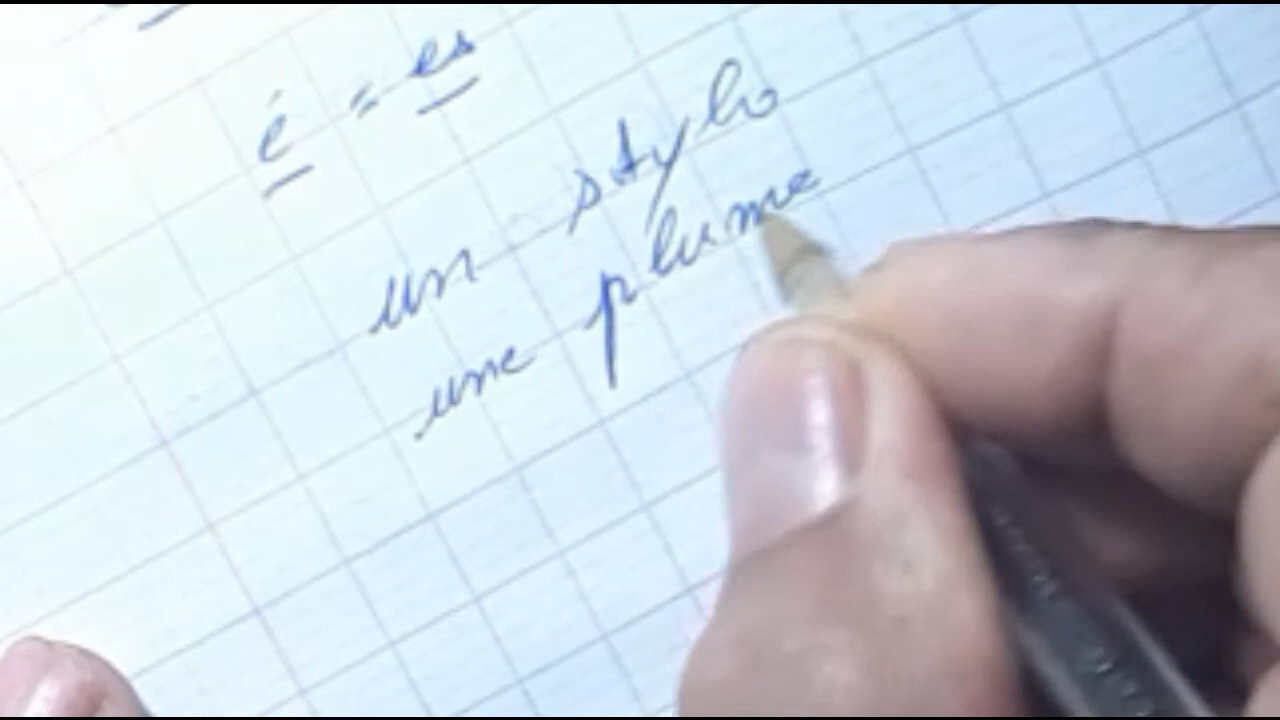 é = es
un stylo
une plume